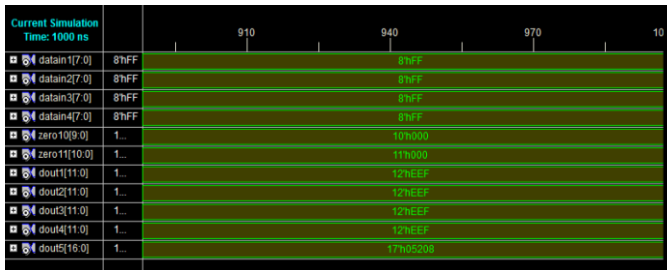 Current Simulation
Time: 1000 ns
910 940 970 10
datain1[7:0] 8'hFF 8'hFF
datain2[7:0] 8'hFF 8'hFF
datain3[7:0] 8'hFF 8'hFF
datain4[7:0] 8'hFF 8'hFF
zero10[9:0] 1... 10'h000
zero11[10:0] 1... 11'h000
dout1[11:0] 1... 12'hEEF
dout2[11:0] 1... 12'hEEF
dout3[11:0] 1... 12'hEEF
dout4[11:0] 1... 12'hEEF
dout5[16:0] 1... 17'h05208